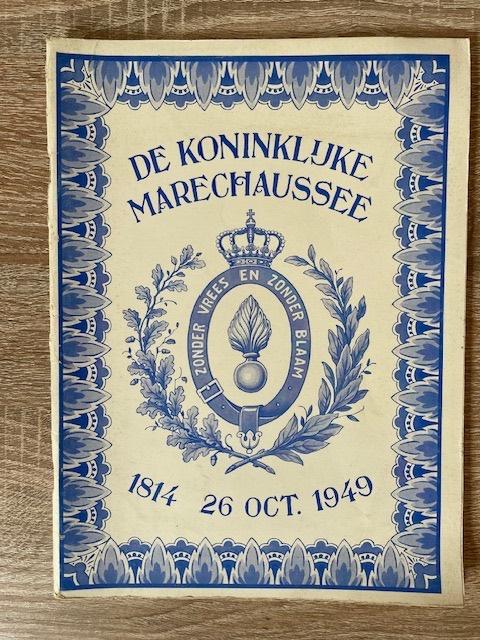 DE KONINKLIJKE
MARECHAUSSEE
ZONDER VREES EN ZONDER BLAAM
1814 26 OCT. 1949